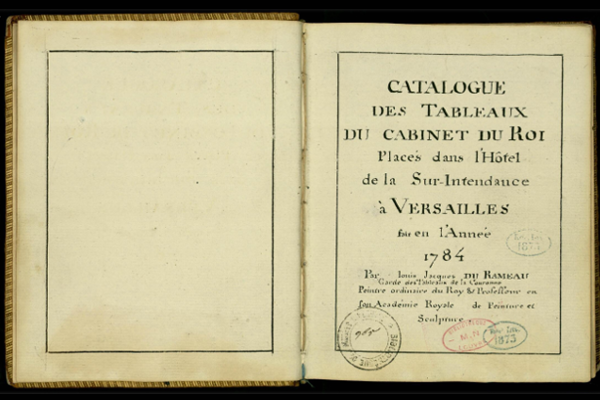 CATALOGUE
DES TABLEAUX
DU CABINET DU ROI
Placés dans l'Hôtel
de la Sur-Intendance
à VERSAILLES
fait en l'Année
1784
Par Louis Jacques DU RAMEAU
Garde des Tableaux de la Couronne
Peintre ordinaire du Roy & Professeur en
son Académie Royale de Peinture et
Sculpture
1873
1873